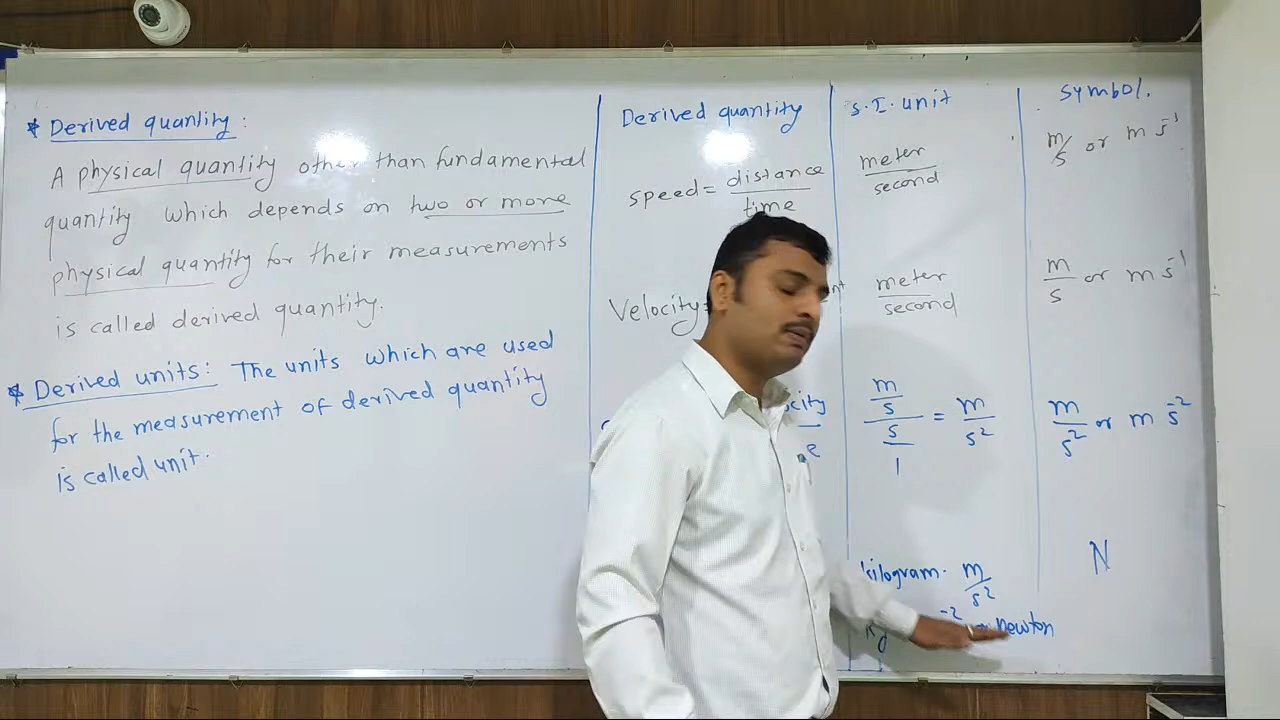 * Derived quantity :
A physical quantity other than fundamental
quantity which depends on two or more
physical quantity for their measurements
is called derived quantity.
* Derived units : The units which are used
for the measurement of derived quantity
is called unit.
Derived quantity
speed = distance
time
Velocity =
S.I. unit
meter
second
meter
second
m/s / s/1 = m/s²
kilogram. m/s²
newton
Symbol.
m/s or m s⁻¹
m/s or m s⁻¹
m/s² or m s⁻²
N